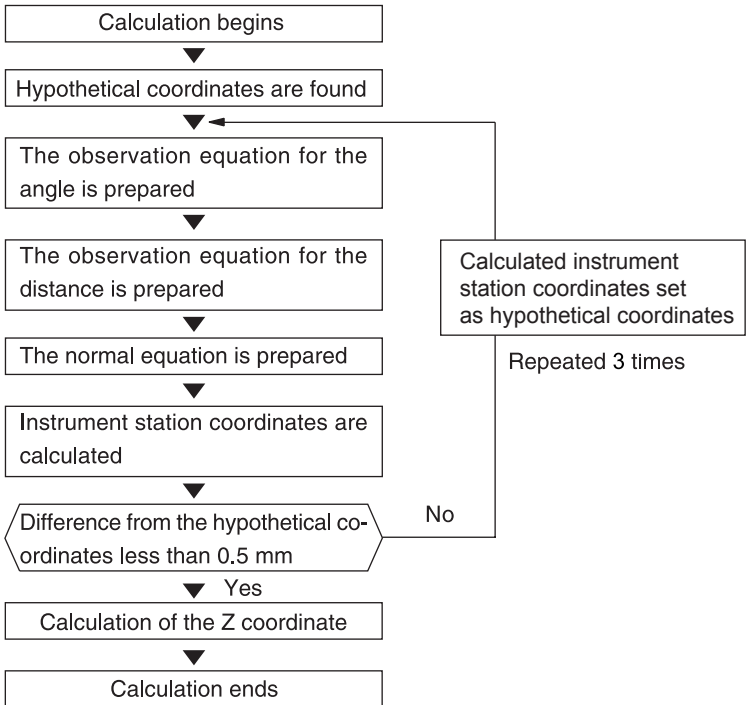 Calculation begins
Hypothetical coordinates are found
The observation equation for the
angle is prepared
The observation equation for the
distance is prepared
The normal equation is prepared
Instrument station coordinates are
calculated
Difference from the hypothetical co-
ordinates less than 0.5 mm
No
Calculated instrument
station coordinates set
as hypothetical coordinates
Repeated 3 times
Yes
Calculation of the Z coordinate
Calculation ends